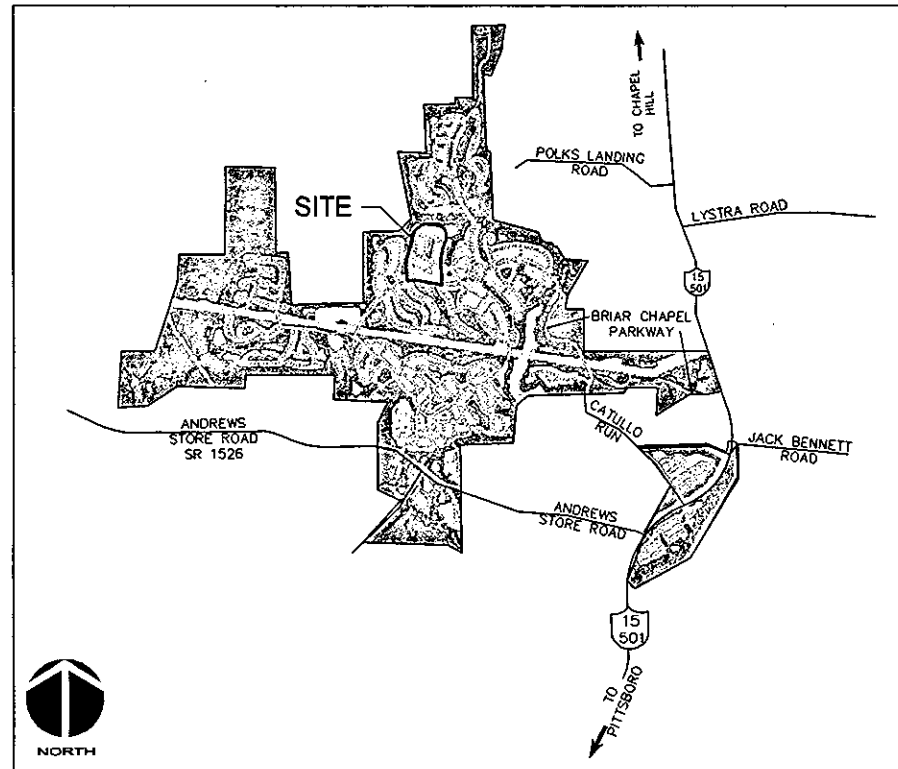 TO CHAPEL
HILL
POLKS LANDING
ROAD
LYSTRA ROAD
SITE
15
501
BRIAR CHAPEL
PARKWAY
CATULLO
RUN
ANDREWS
STORE ROAD
SR 1526
JACK BENNETT
ROAD
ANDREWS
STORE ROAD
15
501
TO
PITTSBORO
NORTH